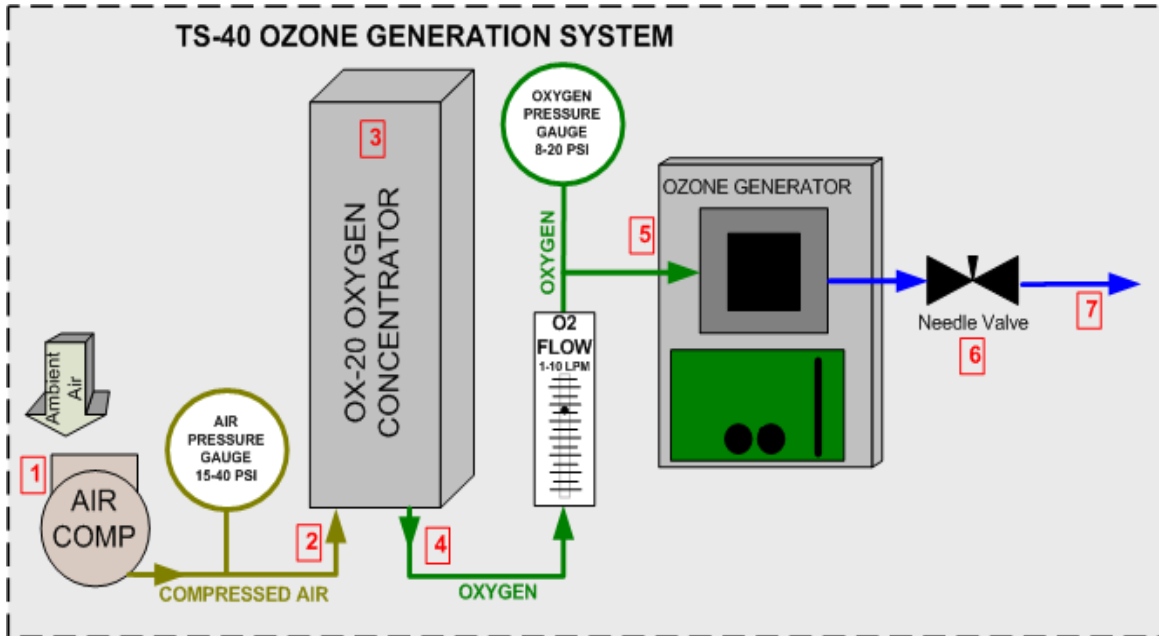 TS-40 OZONE GENERATION SYSTEM
3
OX-20 OXYGEN
CONCENTRATOR
OXYGEN
PRESSURE
GAUGE
8-20 PSI
OZONE GENERATOR
5
OXYGEN
O2
FLOW
1-10 LPM
Needle Valve
6
7
Ambient
Air
1
AIR
COMP
AIR
PRESSURE
GAUGE
15-40 PSI
2
4
COMPRESSED AIR
OXYGEN